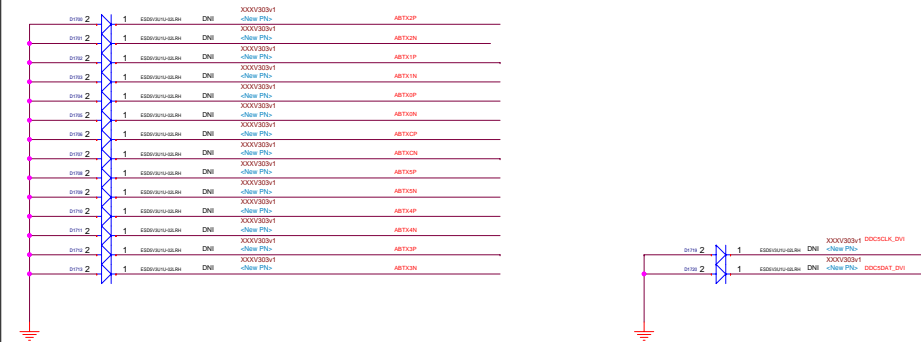 XXXV303v1
D1700 2 1 ESD5V3U1U-02LRH DNI <New PN> ABTX2P
XXXV303v1
D1701 2 1 ESD5V3U1U-02LRH DNI <New PN> ABTX2N
XXXV303v1
D1702 2 1 ESD5V3U1U-02LRH DNI <New PN> ABTX1P
XXXV303v1
D1703 2 1 ESD5V3U1U-02LRH DNI <New PN> ABTX1N
XXXV303v1
D1704 2 1 ESD5V3U1U-02LRH DNI <New PN> ABTX0P
XXXV303v1
D1705 2 1 ESD5V3U1U-02LRH DNI <New PN> ABTX0N
XXXV303v1
D1706 2 1 ESD5V3U1U-02LRH DNI <New PN> ABTXCP
XXXV303v1
D1707 2 1 ESD5V3U1U-02LRH DNI <New PN> ABTXCN
XXXV303v1
D1708 2 1 ESD5V3U1U-02LRH DNI <New PN> ABTX5P
XXXV303v1
D1709 2 1 ESD5V3U1U-02LRH DNI <New PN> ABTX5N
XXXV303v1
D1710 2 1 ESD5V3U1U-02LRH DNI <New PN> ABTX4P
XXXV303v1
D1711 2 1 ESD5V3U1U-02LRH DNI <New PN> ABTX4N
XXXV303v1
D1712 2 1 ESD5V3U1U-02LRH DNI <New PN> ABTX3P
XXXV303v1
D1713 2 1 ESD5V3U1U-02LRH DNI <New PN> ABTX3N
XXXV303v1 DDC5CLK_DVI
D1719 2 1 ESD5V3U1U-02LRH DNI <New PN>
XXXV303v1
D1720 2 1 ESD5V3U1U-02LRH DNI <New PN> DDC5DAT_DVI